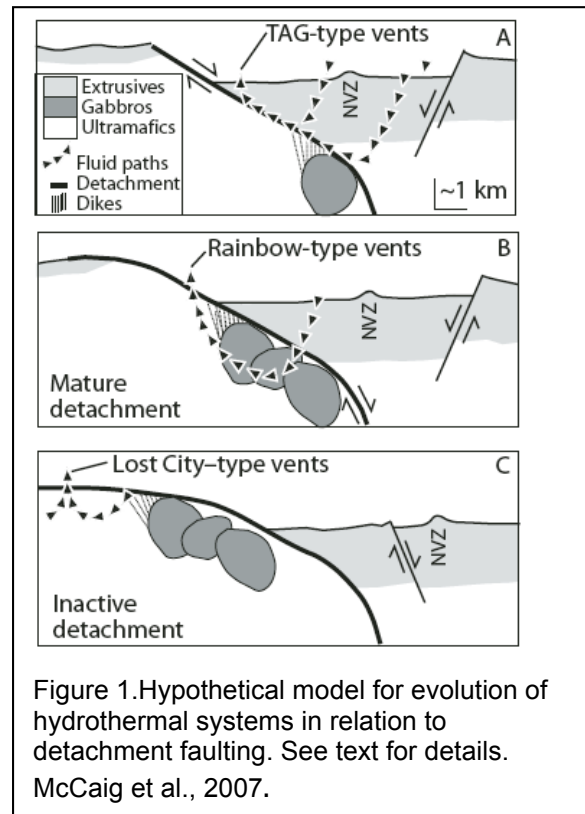 TAG-type vents
A
Extrusives
Gabbros
Ultramafics
Fluid paths
Detachment
Dikes
NVZ
~1 km
Rainbow-type vents
B
NVZ
Mature
detachment
Lost City–type vents
C
NVZ
Inactive
detachment
Figure 1.Hypothetical model for evolution of
hydrothermal systems in relation to
detachment faulting. See text for details.
McCaig et al., 2007.